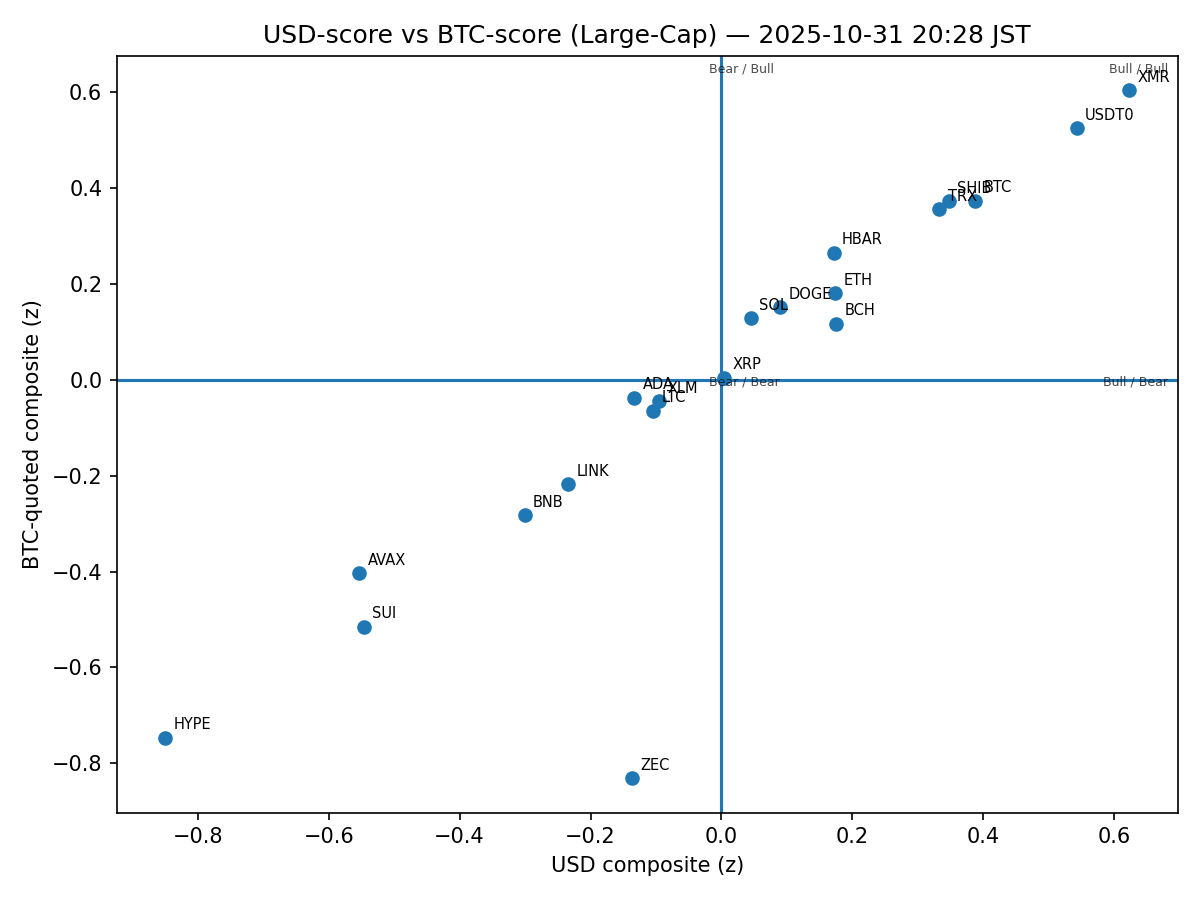 USD-score vs BTC-score (Large-Cap) — 2025-10-31 20:28 JST
Bear / Bull
Bull / Bull
XMR
USDT0
SHIB
BTC
TRX
HBAR
ETH
DOGE
SOL
BCH
XRP
Bear / Bear
Bull / Bear
ADA
XLM
LTC
LINK
BNB
AVAX
SUI
HYPE
ZEC
0.6
0.4
0.2
0.0
−0.2
−0.4
−0.6
−0.8
BTC-quoted composite (z)
−0.8
−0.6
−0.4
−0.2
0.0
0.2
0.4
0.6
USD composite (z)